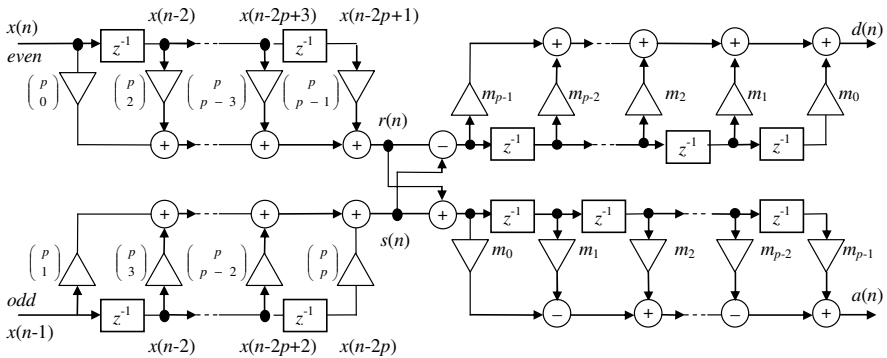 x(n)
even
z⁻¹
x(n-2)
x(n-2p+3)
z⁻¹
x(n-2p+1)
(p 0)
(p 2)
(p p − 3)
(p p − 1)
+
+
+
r(n)
+
+
+
+
d(n)
m_{p-1}
m_{p-2}
m_2
m_1
m_0
−
z⁻¹
z⁻¹
z⁻¹
+
+
+
s(n)
+
z⁻¹
z⁻¹
z⁻¹
(p 1)
(p 3)
(p p − 2)
(p p)
m_0
m_1
m_2
m_{p-2}
m_{p-1}
odd
x(n-1)
z⁻¹
x(n-2)
x(n-2p+2)
z⁻¹
x(n-2p)
−
+
−
+
a(n)